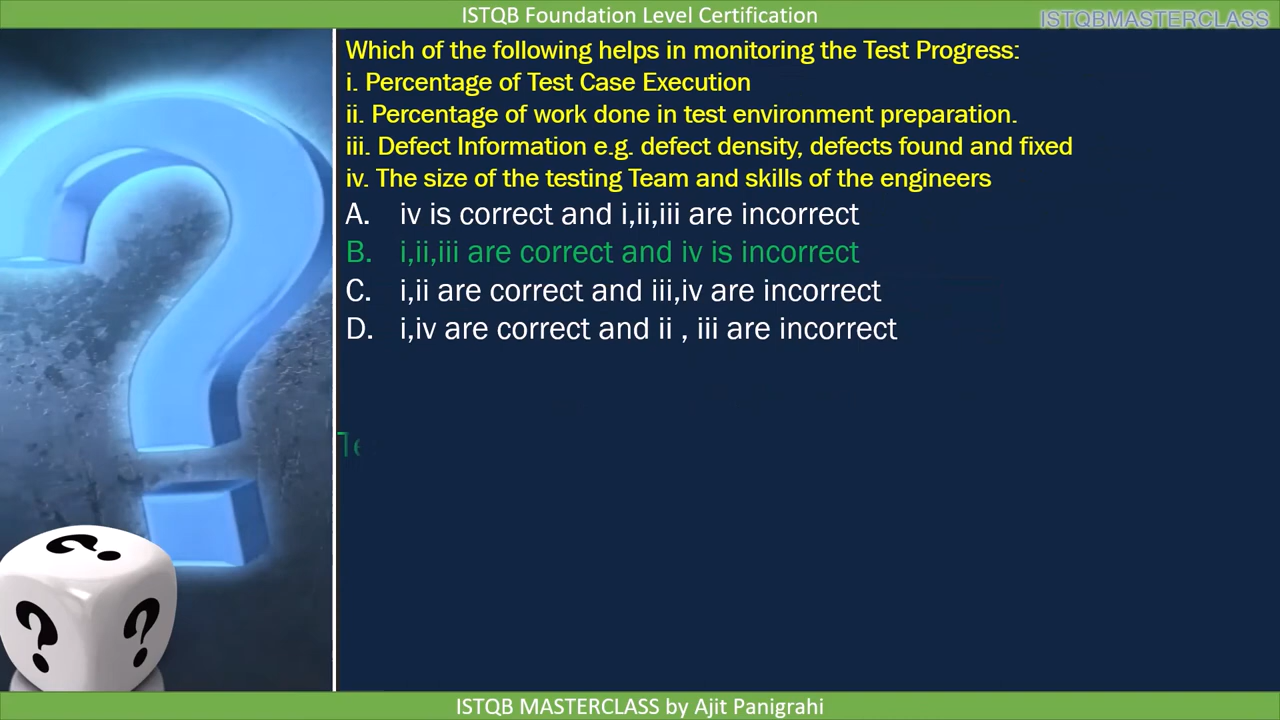 ISTQB Foundation Level Certification
ISTQBMASTERCLASS
Which of the following helps in monitoring the Test Progress:
i. Percentage of Test Case Execution
ii. Percentage of work done in test environment preparation.
iii. Defect Information e.g. defect density, defects found and fixed
iv. The size of the testing Team and skills of the engineers
A. iv is correct and i,ii,iii are incorrect
B. i,ii,iii are correct and iv is incorrect
C. i,ii are correct and iii,iv are incorrect
D. i,iv are correct and ii , iii are incorrect
ISTQB MASTERCLASS by Ajit Panigrahi